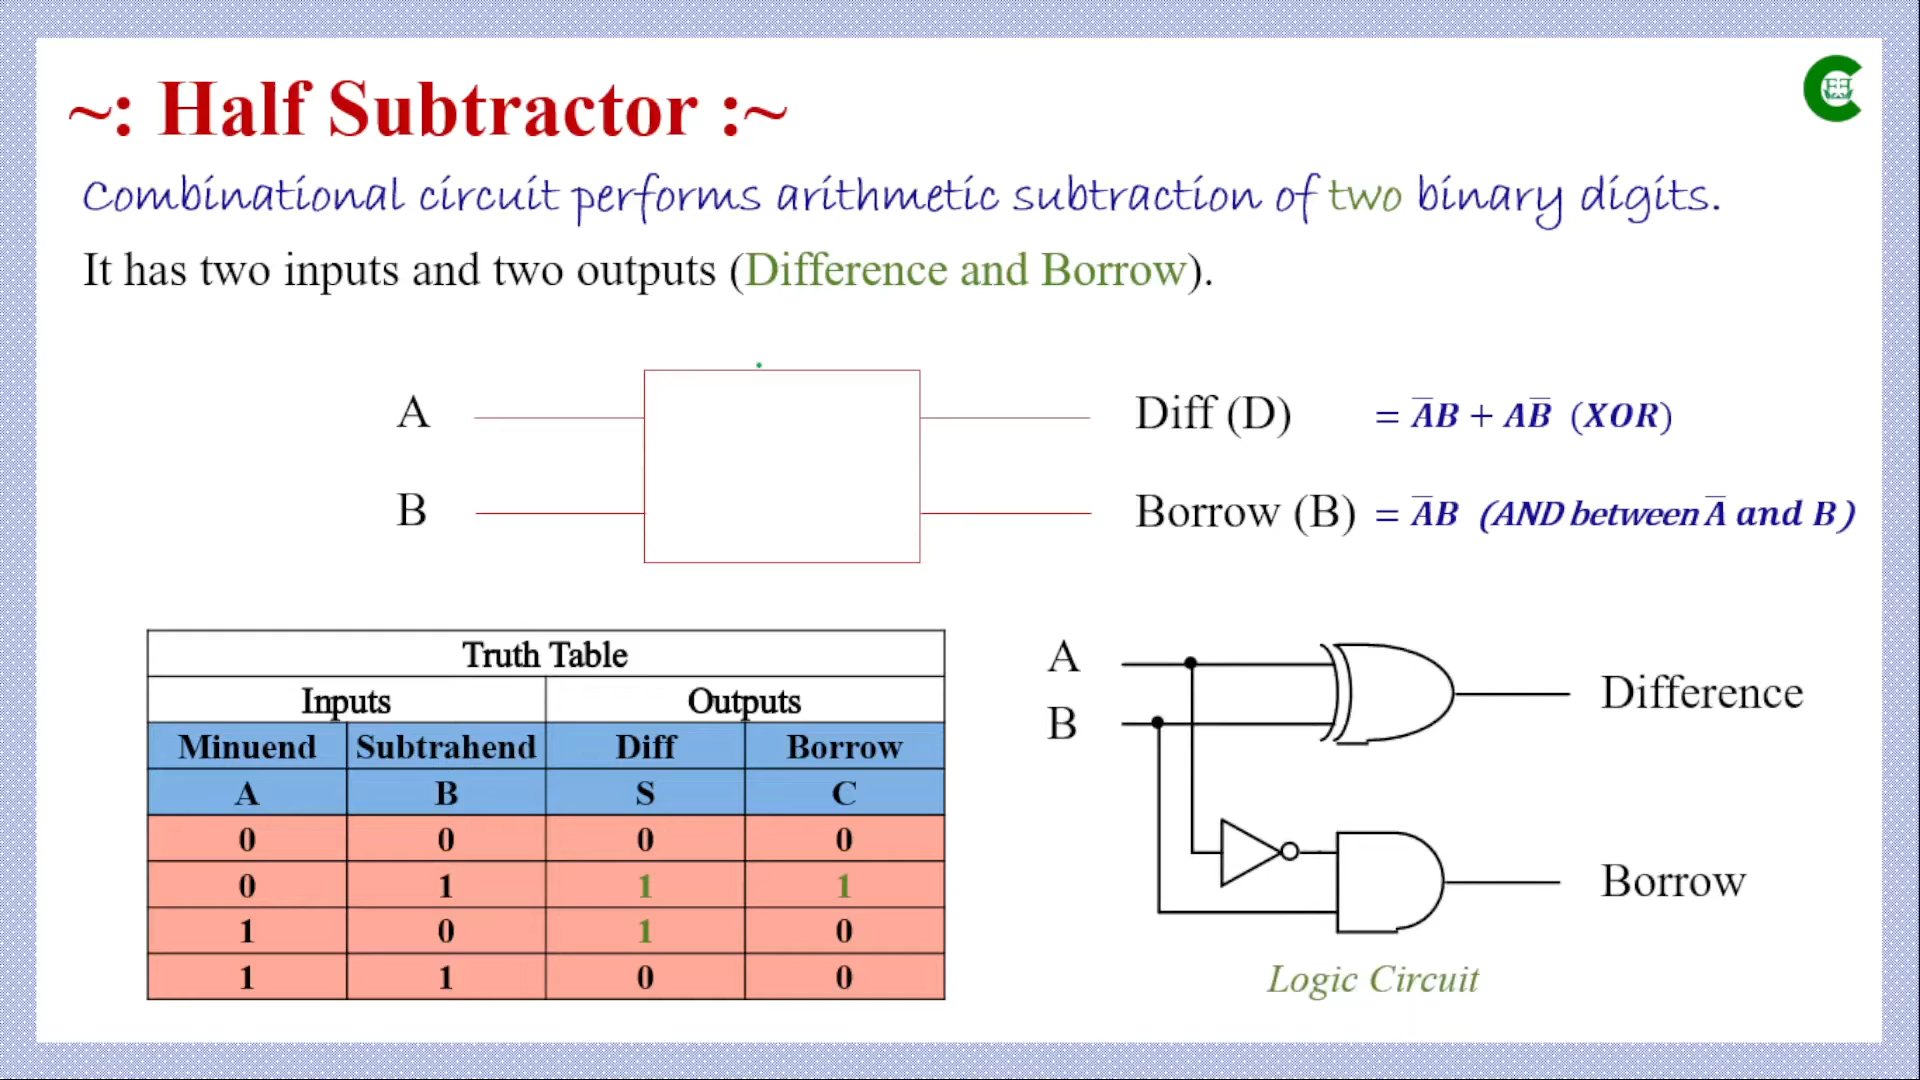 ~: Half Subtractor :~
Combinational circuit performs arithmetic subtraction of two binary digits.
It has two inputs and two outputs (Difference and Borrow).
A Diff (D) = A̅B + AB̅ (XOR)
B Borrow (B) = A̅B (AND between A̅ and B)
Truth Table
Inputs Outputs
Minuend Subtrahend Diff Borrow
A B S C
0 0 0 0
0 1 1 1
1 0 1 0
1 1 0 0
A
B
Difference
Borrow
Logic Circuit